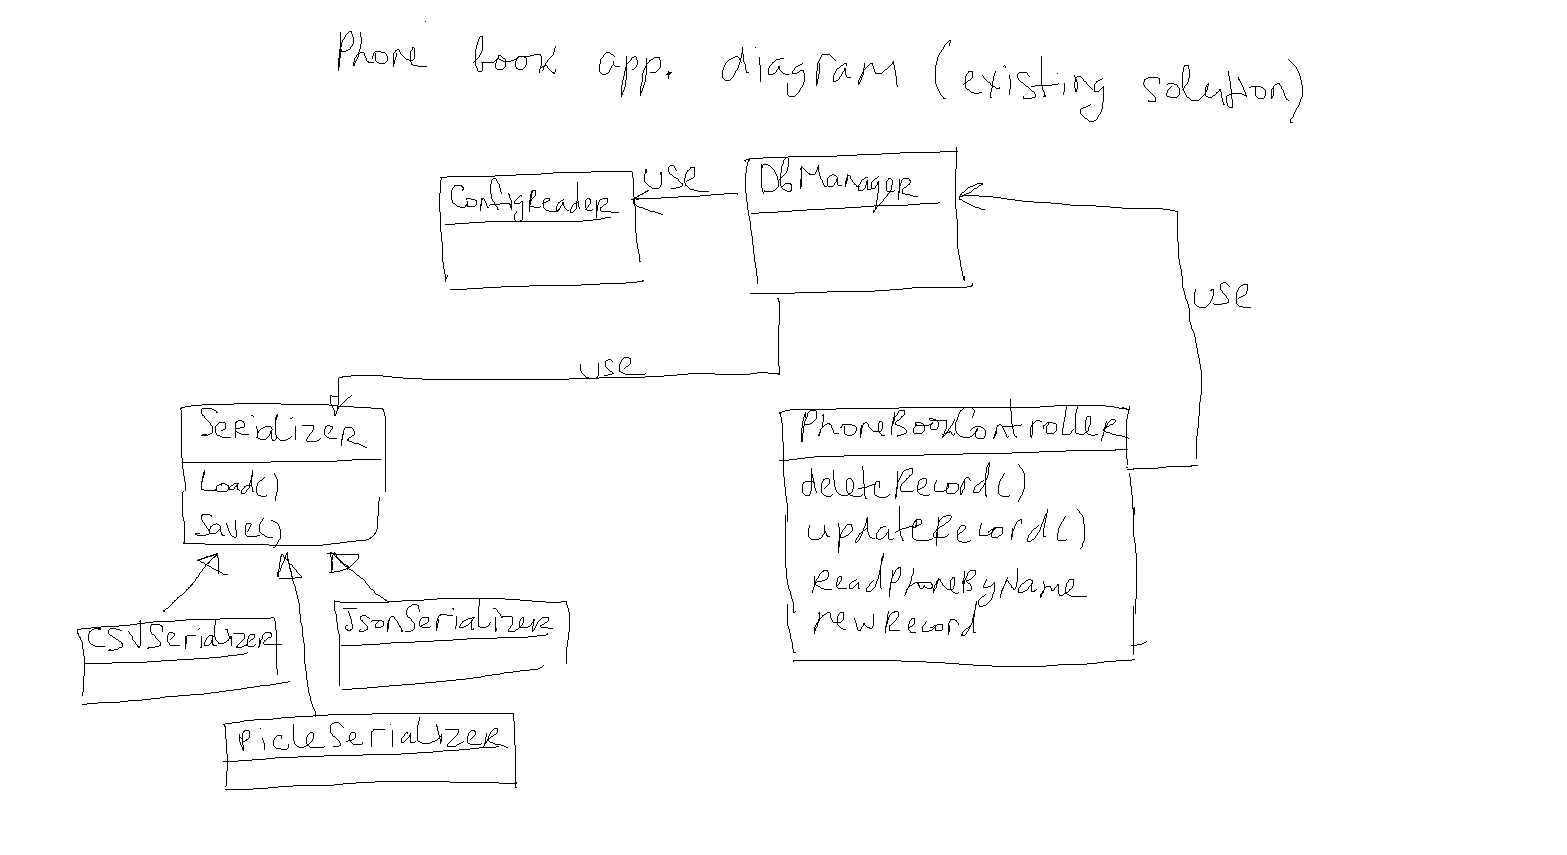 Phone book app. diagram (existing solution)
ConfigReader
use
DbManager
use
use
Serializer
Load()
Save()
PhoneBookController
deleteRecord()
updateRecord()
ReadPhoneByName
newRecord
CSVSerializer
JsonSerializer
PicleSerializer